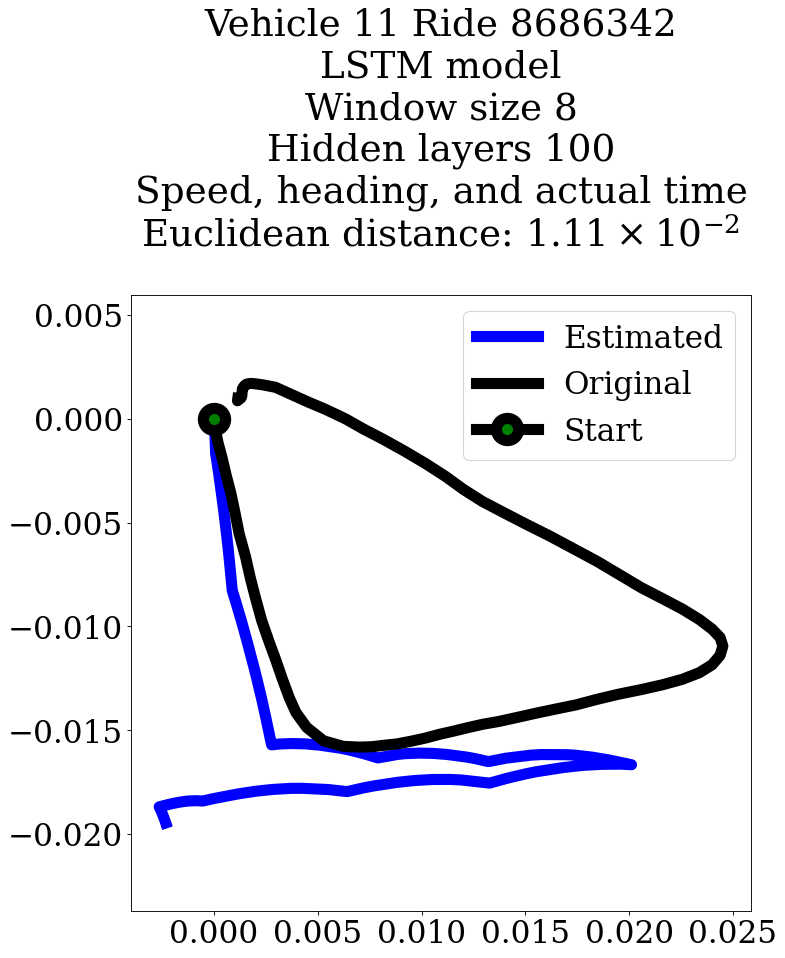 Vehicle 11 Ride 8686342
LSTM model
Window size 8
Hidden layers 100
Speed, heading, and actual time
Euclidean distance: 1.11 × 10⁻²
0.005
0.000
−0.005
−0.010
−0.015
−0.020
Estimated
Original
Start
0.000 0.005 0.010 0.015 0.020 0.025